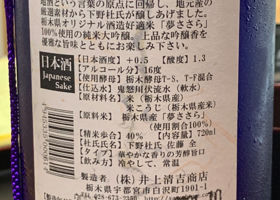 地酒という言葉の原点に回帰し、地元産の
厳選素材から下野杜氏が醸しあげました。
栃木県オリジナル酒造好適米「夢ささら」
100%使用の純米大吟醸。上品な吟醸香を
優雅な旨味とともにお楽しみ下さい。
日本酒
Japanese
Sake
【日本酒度】+0.5 【酸度】1.3
【アルコール分】16度
【使用酵母】栃木酵母T-S、T-F混合
【仕込水】鬼怒川伏流水(軟水)
【原材料名】米(栃木県産)
米こうじ(栃木県産米)
【原料米】栃木県産「夢ささら」
(使用割合100%)
【精米歩合】40% 【内容量】720ml
【杜氏氏名】下野杜氏 佐藤 全
【タイプ】華やかな香りの芳醇旨口
【飲み方】冷やして、常温
製造者 (株)井上清吉商店
栃木県宇都宮市白沢町1901-1